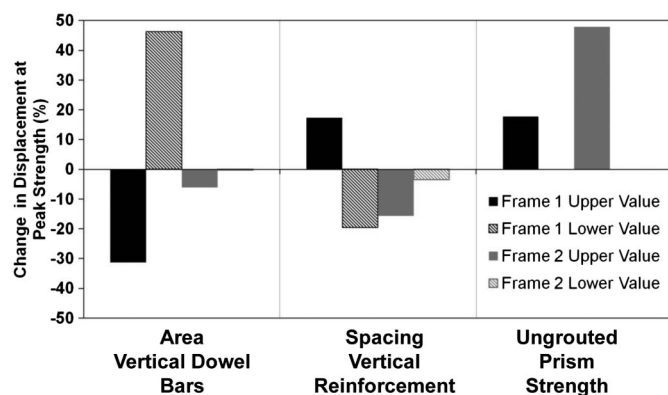 Change in Displacement at
Peak Strength (%)
50
40
30
20
10
0
-10
-20
-30
-40
-50
Frame 1 Upper Value
Frame 1 Lower Value
Frame 2 Upper Value
Frame 2 Lower Value
Area
Vertical Dowel
Bars
Spacing
Vertical
Reinforcement
Ungrouted
Prism
Strength